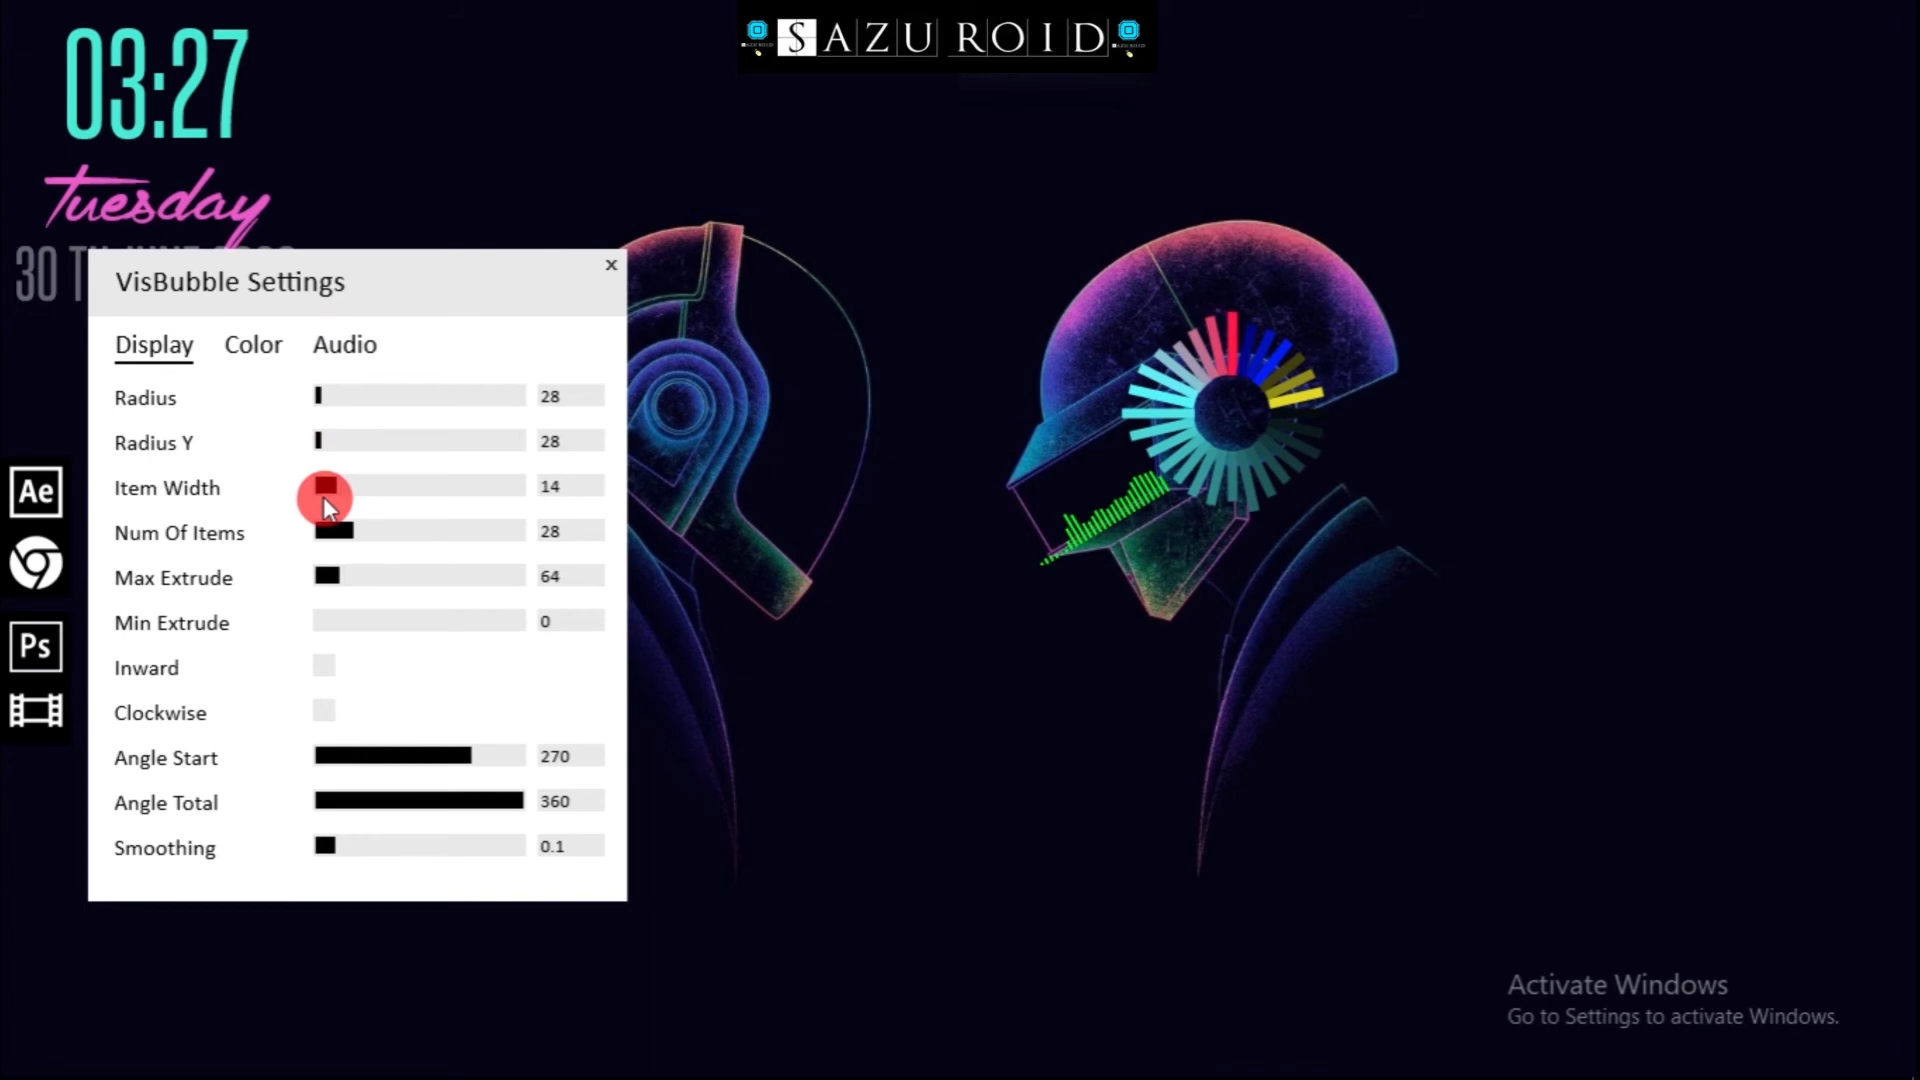 03:27
SAZU ROID
Tuesday
30 T
VisBubble Settings
x
Display Color Audio
Radius 28
Radius Y 28
Item Width 14
Num Of Items 28
Max Extrude 64
Min Extrude 0
Inward
Clockwise
Angle Start 270
Angle Total 360
Smoothing 0.1
Ae
Ps
Activate Windows
Go to Settings to activate Windows.